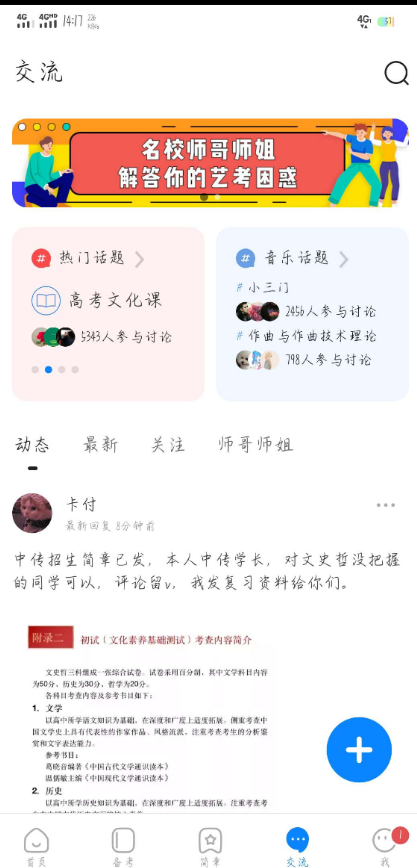 4G 4GHD 14:17
4G 57
交流
名校师哥师姐
解答你的艺考困惑
# 热门话题
高考文化课
5343人参与讨论
# 音乐话题
# 小三门
2456人参与讨论
# 作曲与作曲技术理论
798人参与讨论
动态 最新 关注 师哥师姐
卡付
最新回复 8分钟前
中传招生简章已发，本人中传学长，对文史哲没把握
的同学可以，评论留v，我发复习资料给你们。
附录二 初试（文化素养基础测试）考查内容简介
文史哲三科组成一张综合试卷。试卷采用百分制，其中文学科目内容
为50分，历史为30分，哲学为20分。
各科目考查内容及参考书目如下：
1. 文学
以高中所学语文知识为基础，在深度和广度上适度拓展。侧重考查中
国文学史上具有代表性的作家作品、风格流派，注重考查考生的分析鉴
赏和文字表达能力。
参考书目：
葛晓音编著《中国古代文学通识读本》
温儒敏主编《中国现代文学通识读本》
2. 历史
以高中所学历史知识为基础，在深度和广度上适度拓展，注重考查考
首页 备考 简章 交流 我 1